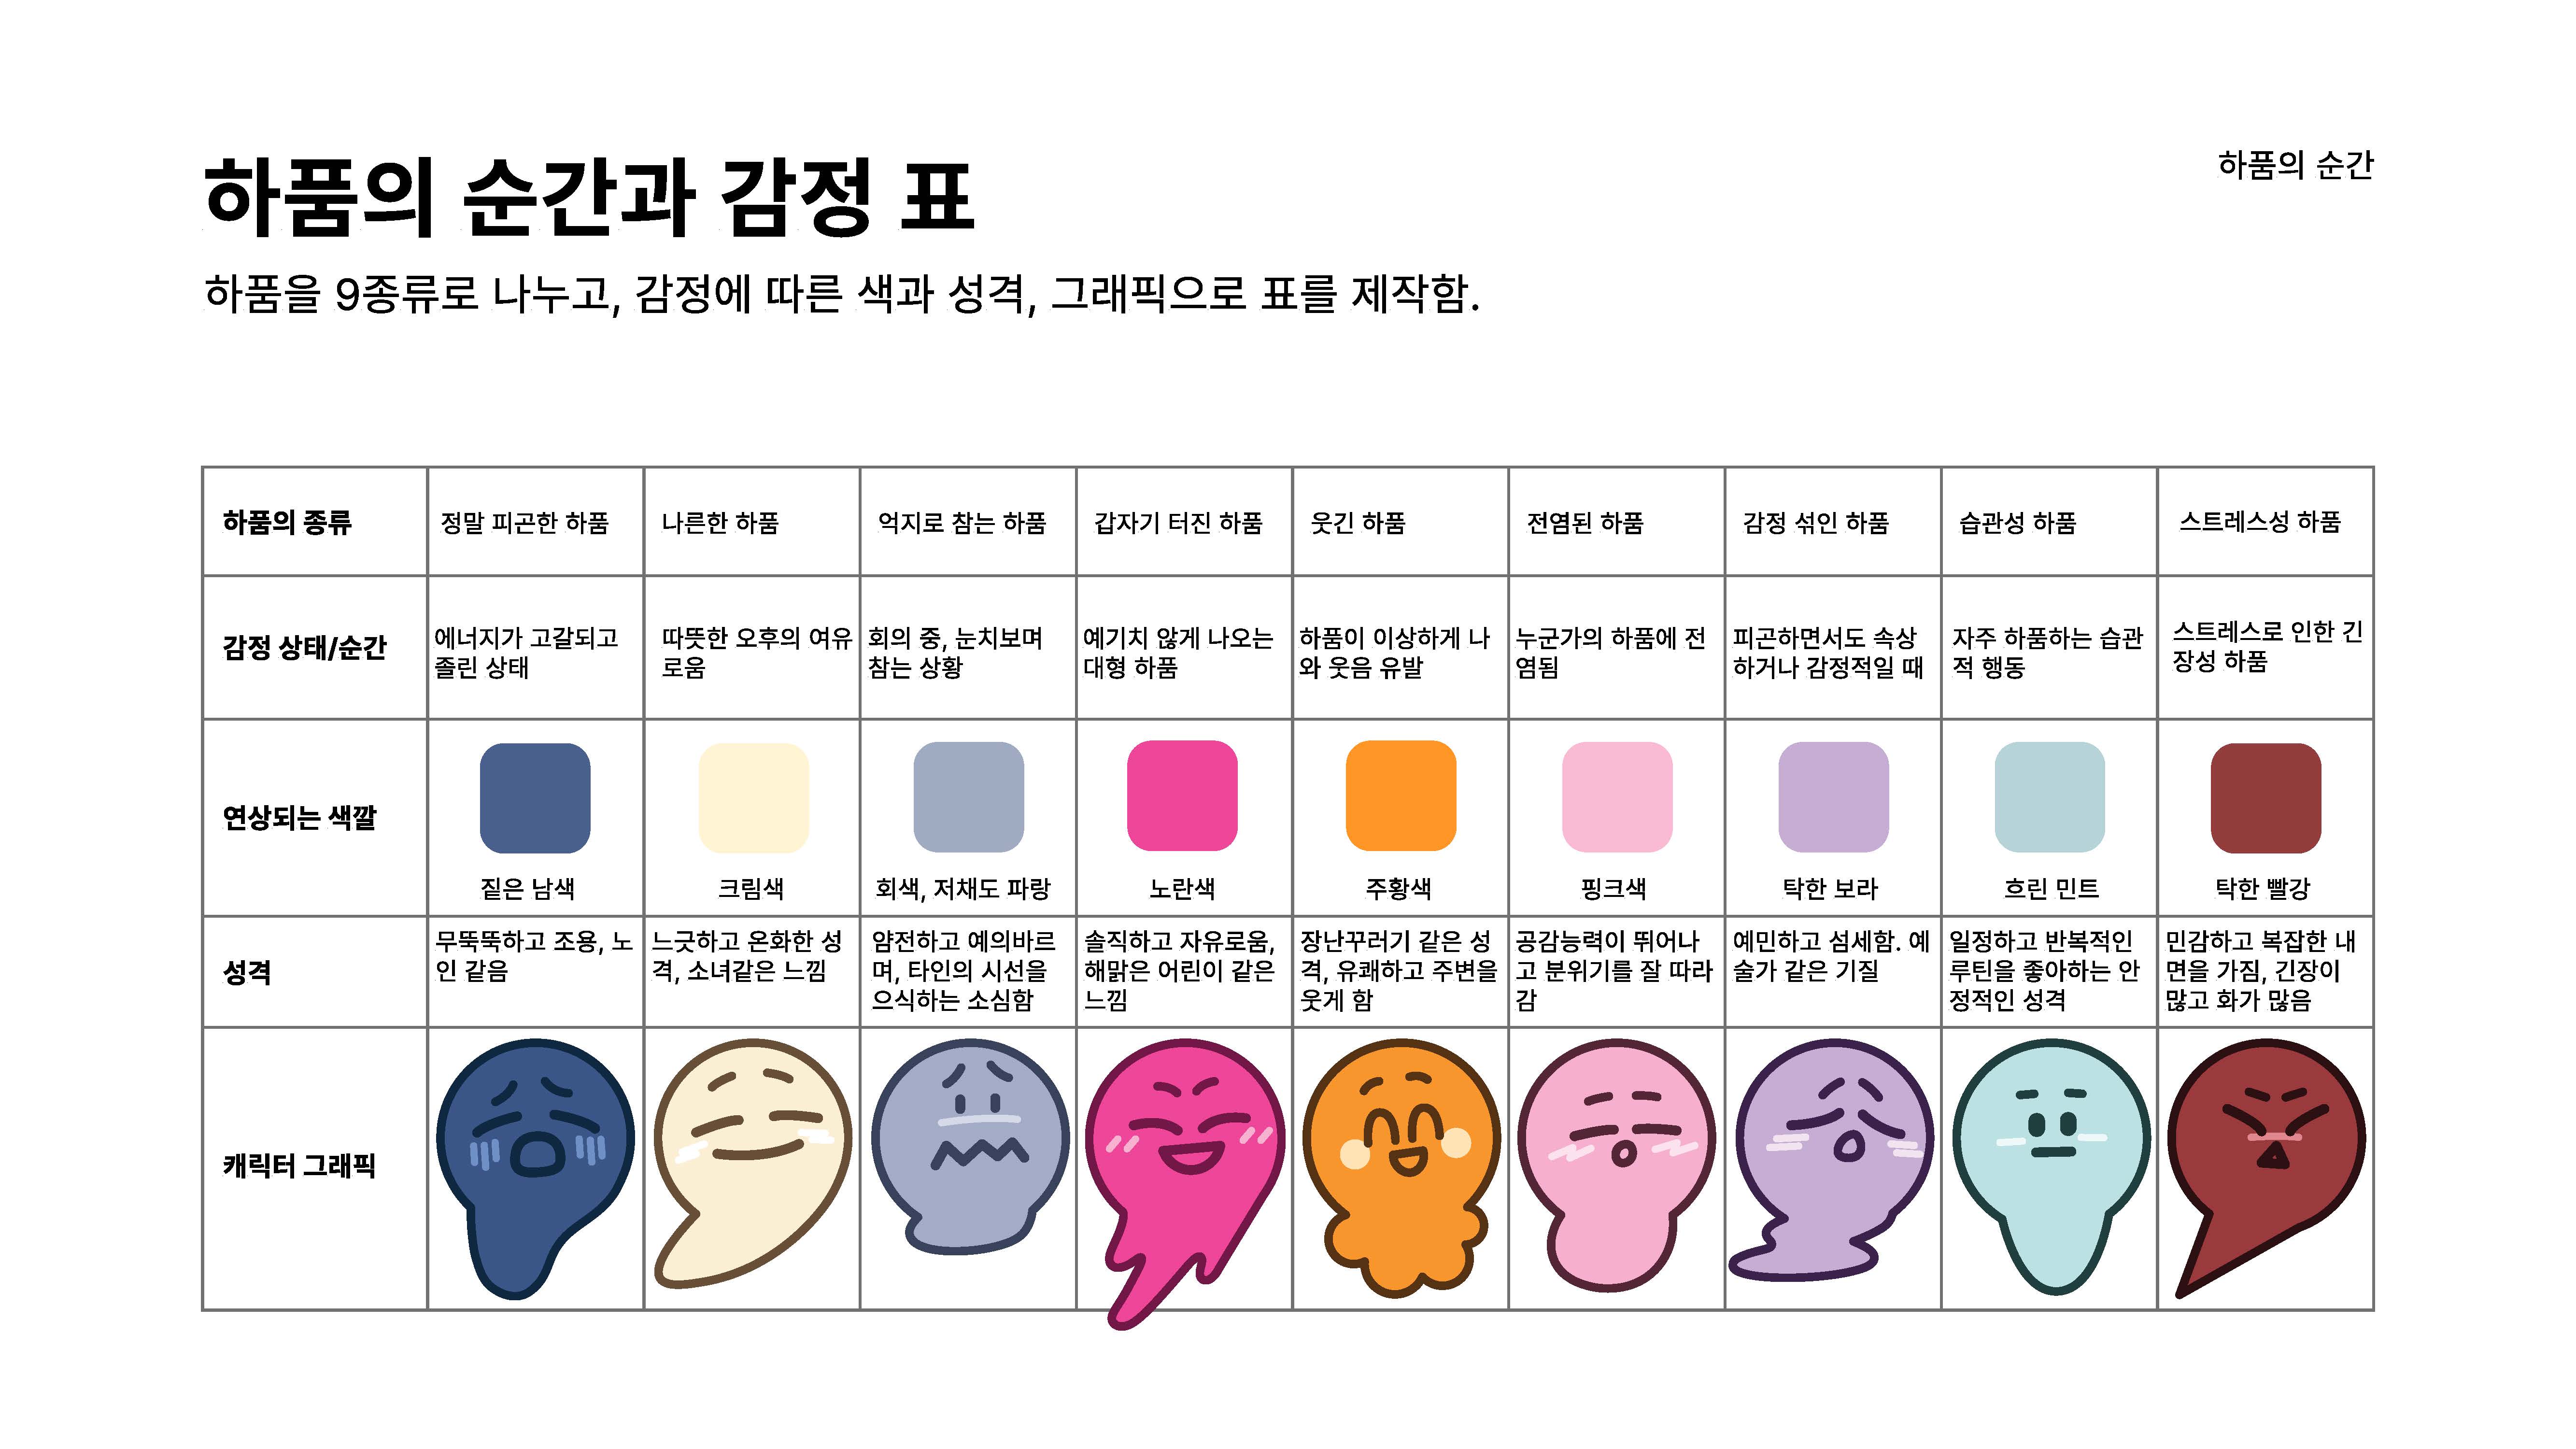 하품의 순간과 감정 표
하품의 순간
하품을 9종류로 나누고, 감정에 따른 색과 성격, 그래픽으로 표를 제작함.
하품의 종류
정말 피곤한 하품
나른한 하품
억지로 참는 하품
갑자기 터진 하품
웃긴 하품
전염된 하품
감정 섞인 하품
습관성 하품
스트레스성 하품
감정 상태/순간
에너지가 고갈되고
졸린 상태
따뜻한 오후의 여유
로움
회의 중, 눈치보며
참는 상황
예기치 않게 나오는
대형 하품
하품이 이상하게 나
와 웃음 유발
누군가의 하품에 전
염됨
피곤하면서도 속상
하거나 감정적일 때
자주 하품하는 습관
적 행동
스트레스로 인한 긴
장성 하품
연상되는 색깔
짙은 남색
크림색
회색, 저채도 파랑
노란색
주황색
핑크색
탁한 보라
흐린 민트
탁한 빨강
성격
무뚝뚝하고 조용, 노
인 같음
느긋하고 온화한 성
격, 소녀같은 느낌
얌전하고 예의바르
며, 타인의 시선을
으식하는 소심함
솔직하고 자유로움,
해맑은 어린이 같은
느낌
장난꾸러기 같은 성
격, 유쾌하고 주변을
웃게 함
공감능력이 뛰어나
고 분위기를 잘 따라
감
예민하고 섬세함. 예
술가 같은 기질
일정하고 반복적인
루틴을 좋아하는 안
정적인 성격
민감하고 복잡한 내
면을 가짐, 긴장이
많고 화가 많음
캐릭터 그래픽